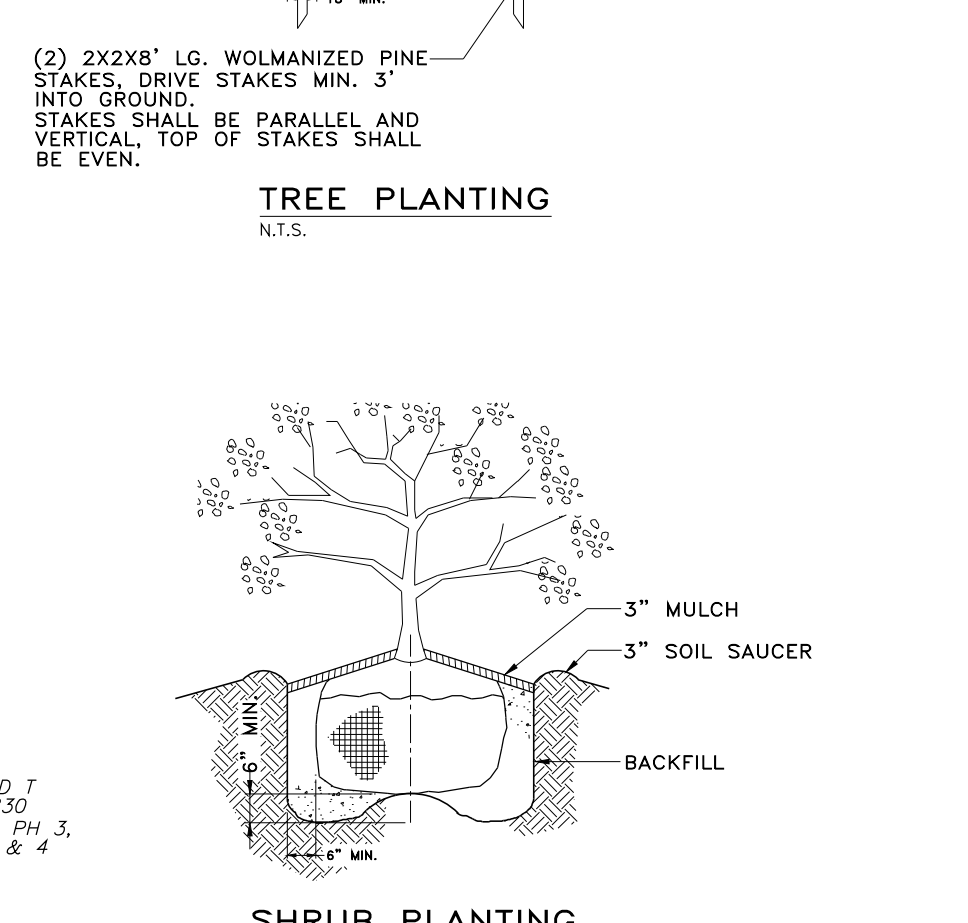 (2) 2X2X8' LG. WOLMANIZED PINE
STAKES, DRIVE STAKES MIN. 3'
INTO GROUND.
STAKES SHALL BE PARALLEL AND
VERTICAL, TOP OF STAKES SHALL
BE EVEN.
TREE PLANTING
N.T.S.
3" MULCH
3" SOIL SAUCER
6" MIN.
BACKFILL
6" MIN.
D T
PH 3,
& 4
SHRUB PLANTING